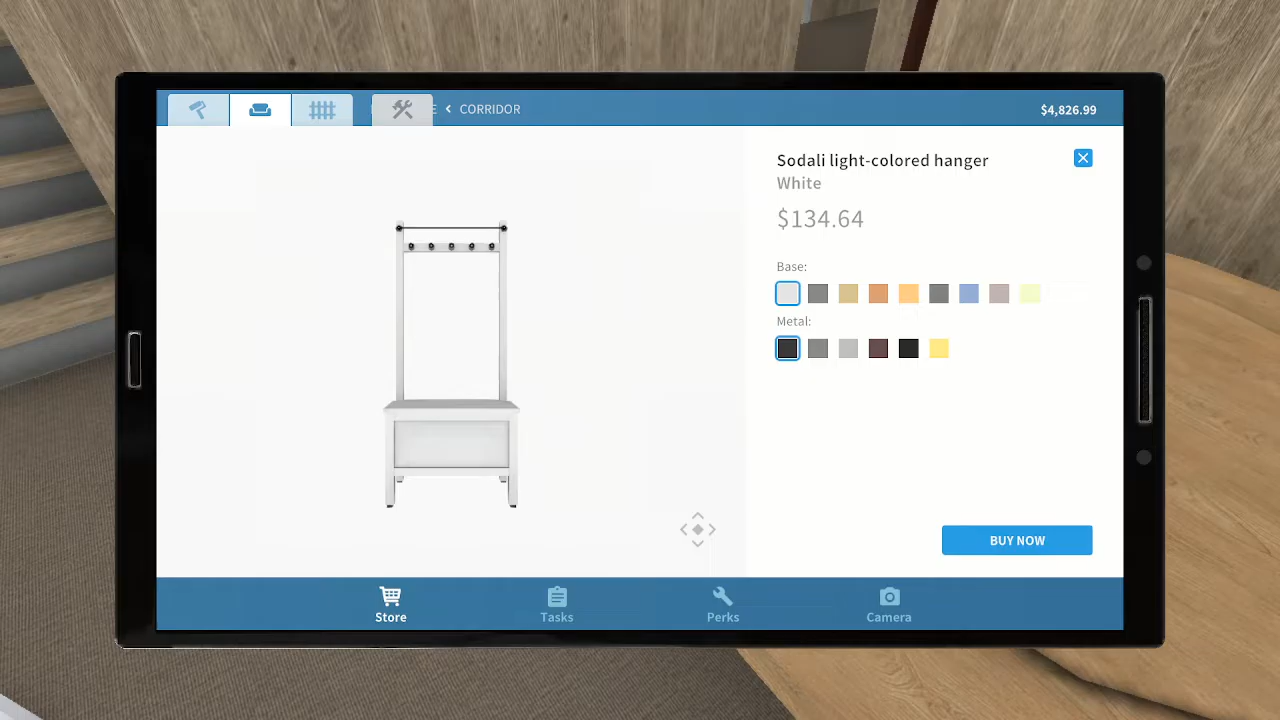 E CORRIDOR
$4,826.99
Sodali light-colored hanger
White
$134.64
Base:
Metal:
BUY NOW
Store
Tasks
Perks
Camera